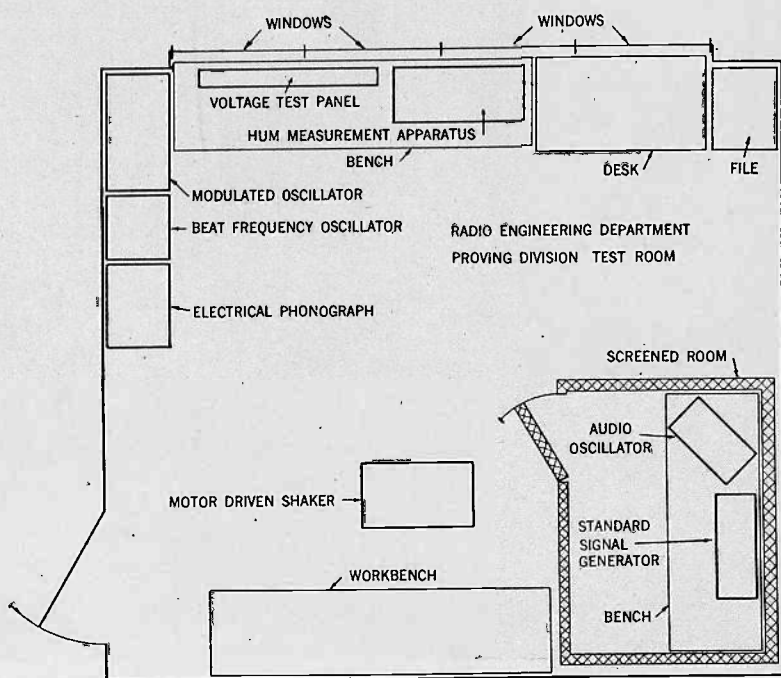 WINDOWS
WINDOWS
VOLTAGE TEST PANEL
HUM MEASUREMENT APPARATUS
BENCH
DESK
FILE
MODULATED OSCILLATOR
BEAT FREQUENCY OSCILLATOR
RADIO ENGINEERING DEPARTMENT
PROVING DIVISION TEST ROOM
ELECTRICAL PHONOGRAPH
SCREENED ROOM
AUDIO
OSCILLATOR
MOTOR DRIVEN SHAKER
STANDARD
SIGNAL
GENERATOR
WORKBENCH
BENCH